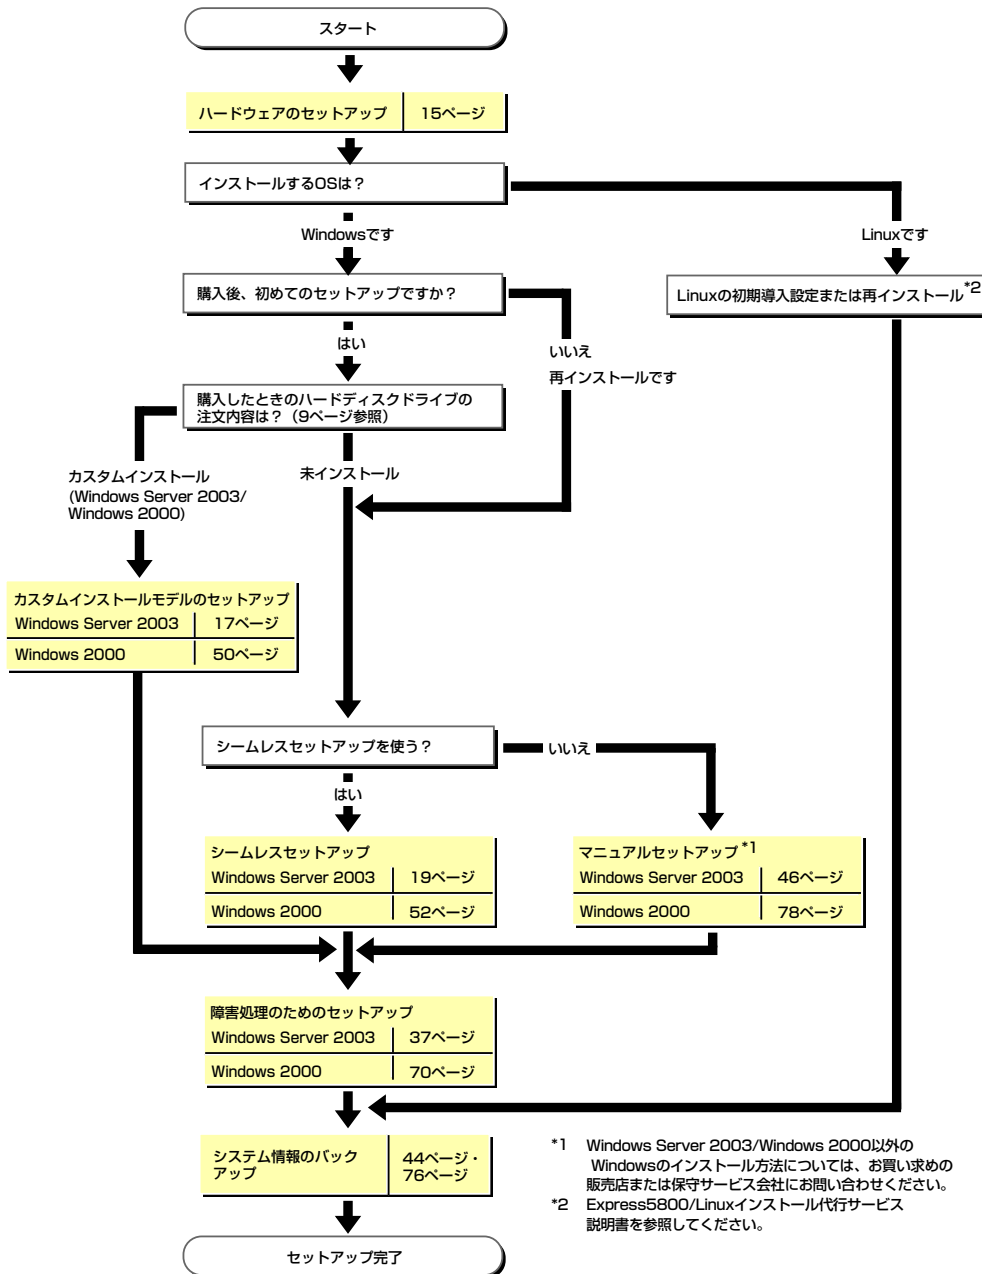 スタート
ハードウェアのセットアップ 15ページ
インストールするOSは？
Windowsです
Linuxです
購入後、初めてのセットアップですか？
Linuxの初期導入設定または再インストール*2
はい
いいえ
再インストールです
購入したときのハードディスクドライブの
注文内容は？（9ページ参照）
カスタムインストール
(Windows Server 2003/
Windows 2000)
未インストール
カスタムインストールモデルのセットアップ
Windows Server 2003 17ページ
Windows 2000 50ページ
シームレスセットアップを使う？
いいえ
はい
シームレスセットアップ
Windows Server 2003 19ページ
Windows 2000 52ページ
マニュアルセットアップ*1
Windows Server 2003 46ページ
Windows 2000 78ページ
障害処理のためのセットアップ
Windows Server 2003 37ページ
Windows 2000 70ページ
システム情報のバック
アップ
44ページ・
76ページ
*1 Windows Server 2003/Windows 2000以外の
Windowsのインストール方法については、お買い求めの
販売店または保守サービス会社にお問い合わせください。
*2 Express5800/Linuxインストール代行サービス
説明書を参照してください。
セットアップ完了